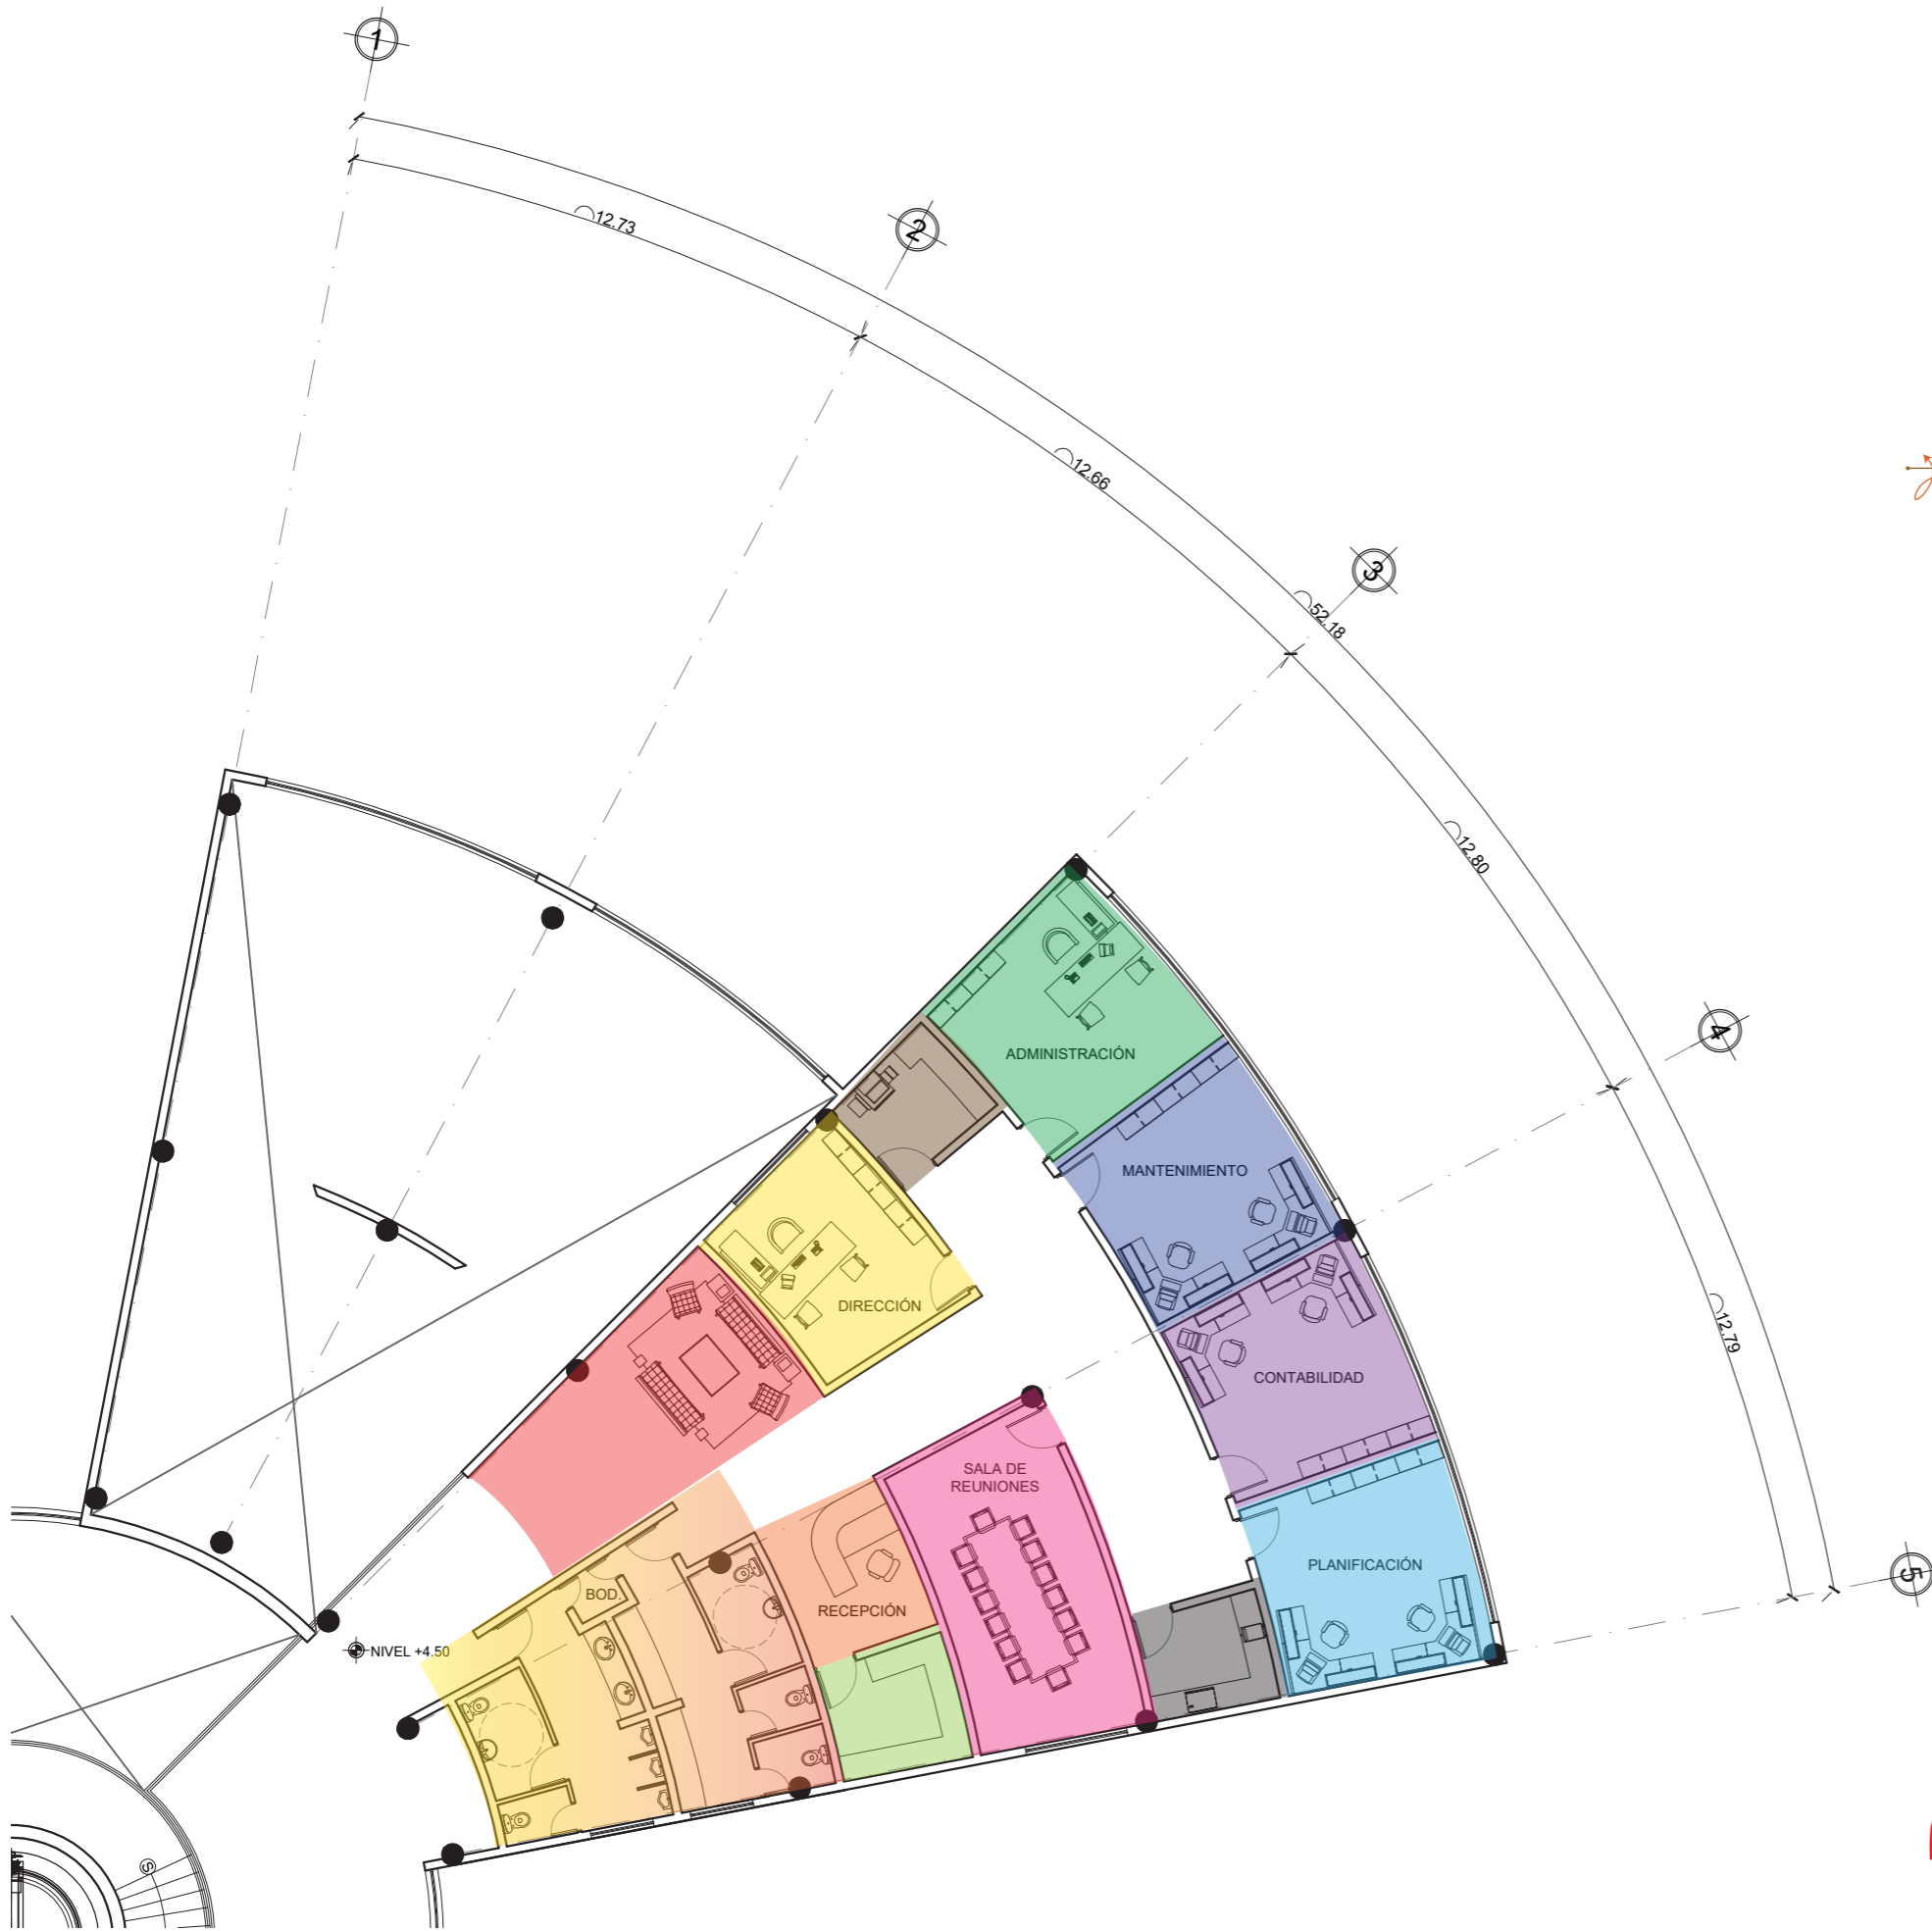 1
2
3
4
5
12.73
12.66
52.18
12.80
12.79
ADMINISTRACIÓN
MANTENIMIENTO
DIRECCIÓN
CONTABILIDAD
SALA DE
REUNIONES
PLANIFICACIÓN
BOD.
RECEPCIÓN
NIVEL +4.50
S